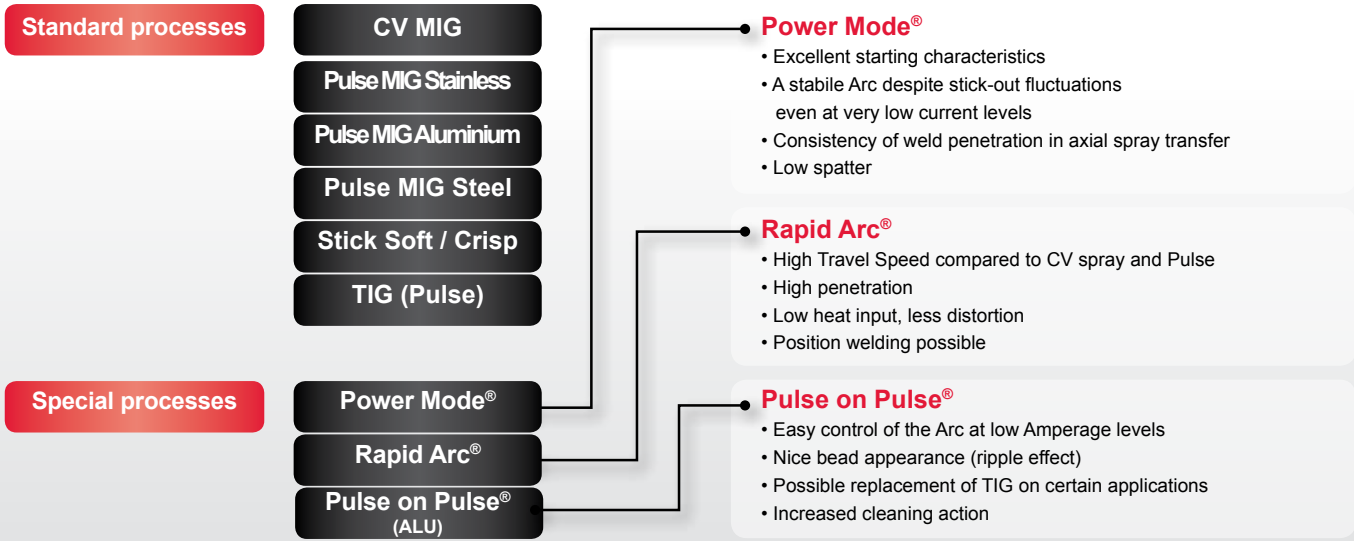 Standard processes
CV MIG
Pulse MIG Stainless
Pulse MIG Aluminium
Pulse MIG Steel
Stick Soft / Crisp
TIG (Pulse)
Special processes
Power Mode®
Rapid Arc®
Pulse on Pulse®
(ALU)
Power Mode®
• Excellent starting characteristics
• A stabile Arc despite stick-out fluctuations
even at very low current levels
• Consistency of weld penetration in axial spray transfer
• Low spatter
Rapid Arc®
• High Travel Speed compared to CV spray and Pulse
• High penetration
• Low heat input, less distortion
• Position welding possible
Pulse on Pulse®
• Easy control of the Arc at low Amperage levels
• Nice bead appearance (ripple effect)
• Possible replacement of TIG on certain applications
• Increased cleaning action